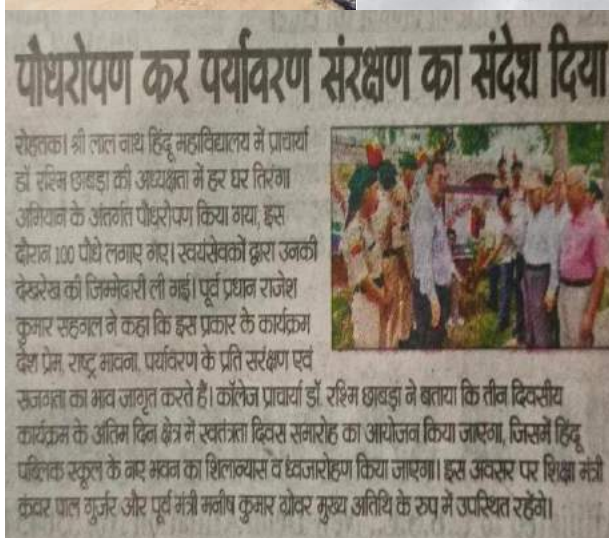 पौधरोपण कर पर्यावरण संरक्षण का संदेश दिया
रोहतक। श्री लाल नाथ हिंदू महाविद्यालय में प्राचार्या
डॉ रश्मि छाबड़ा की अध्यक्षता में हर घर तिरंगा
अभियान के अंतर्गत पौधरोपण किया गया, इस
दौरान 100 पौधे लगाए गए। स्वयंसेवकों द्वारा उनकी
देखरेख की जिम्मेदारी ली गई। पूर्व प्रधान राजेश
कुमार सहगल ने कहा कि इस प्रकार के कार्यक्रम
देश प्रेम, राष्ट्र भावना, पर्यावरण के प्रति सरंक्षण एवं
सजगता का भाव जागृत करते हैं। कॉलेज प्राचार्या डॉ रश्मि छाबड़ा ने बताया कि तीन दिवसीय
कार्यक्रम के अंतिम दिन क्षेत्र में स्वतंत्रता दिवस समारोह का आयोजन किया जाएगा, जिसमें हिंदू
पब्लिक स्कूल के नए भवन का शिलान्यास व ध्वजारोहण किया जाएगा। इस अवसर पर शिक्षा मंत्री
कंवर पाल गुर्जर और पूर्व मंत्री मनीष कुमार ग्रोवर मुख्य अतिथि के रुप में उपस्थित रहेंगे।